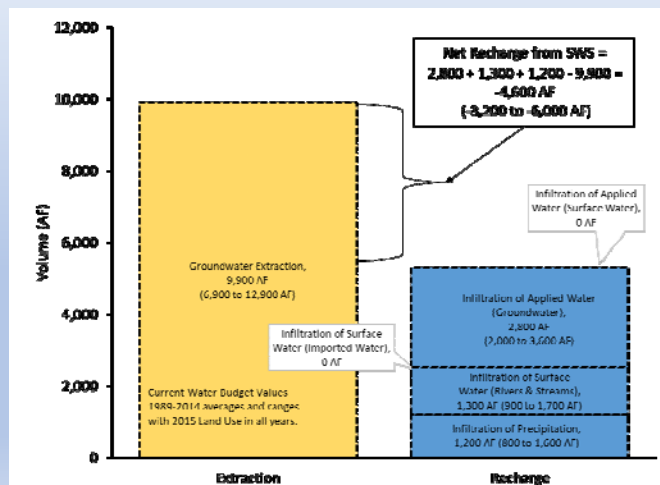 12,000
10,000
8,000
6,000
4,000
2,000
0
Volume (AF)
Net Recharge from SWS =
2,800 + 1,300 + 1,200 - 9,900 =
-4,600 AF
(-3,200 to -6,000 AF)
Infiltration of Applied
Water (Surface Water),
0 AF
Groundwater Extraction,
9,900 AF
(6,900 to 12,900 AF)
Infiltration of Applied Water
(Groundwater),
2,800 AF
(2,000 to 3,600 AF)
Infiltration of Surface
Water (Imported Water),
0 AF
Infiltration of Surface
Water (Rivers & Streams),
1,300 AF (900 to 1,700 AF)
Current Water Budget Values
1989-2014 averages and ranges
with 2015 Land Use in all years.
Infiltration of Precipitation,
1,200 AF (800 to 1,600 AF)
Extraction
Recharge